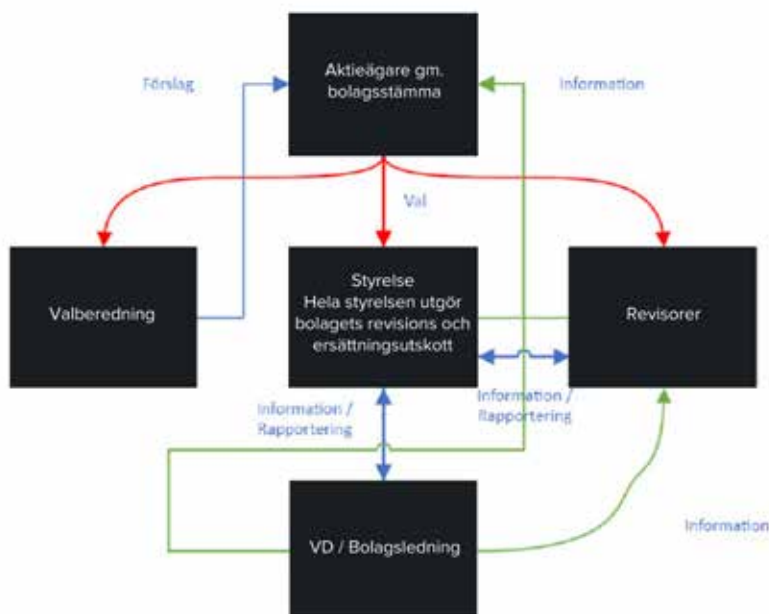 Aktieägare gm.
bolagsstämma
Förslag
Information
Val
Valberedning
Styrelse
Hela styrelsen utgör
bolagets revisions och
ersättningsutskott
Revisorer
Information /
Rapportering
Information /
Rapportering
VD / Bolagsledning
Information